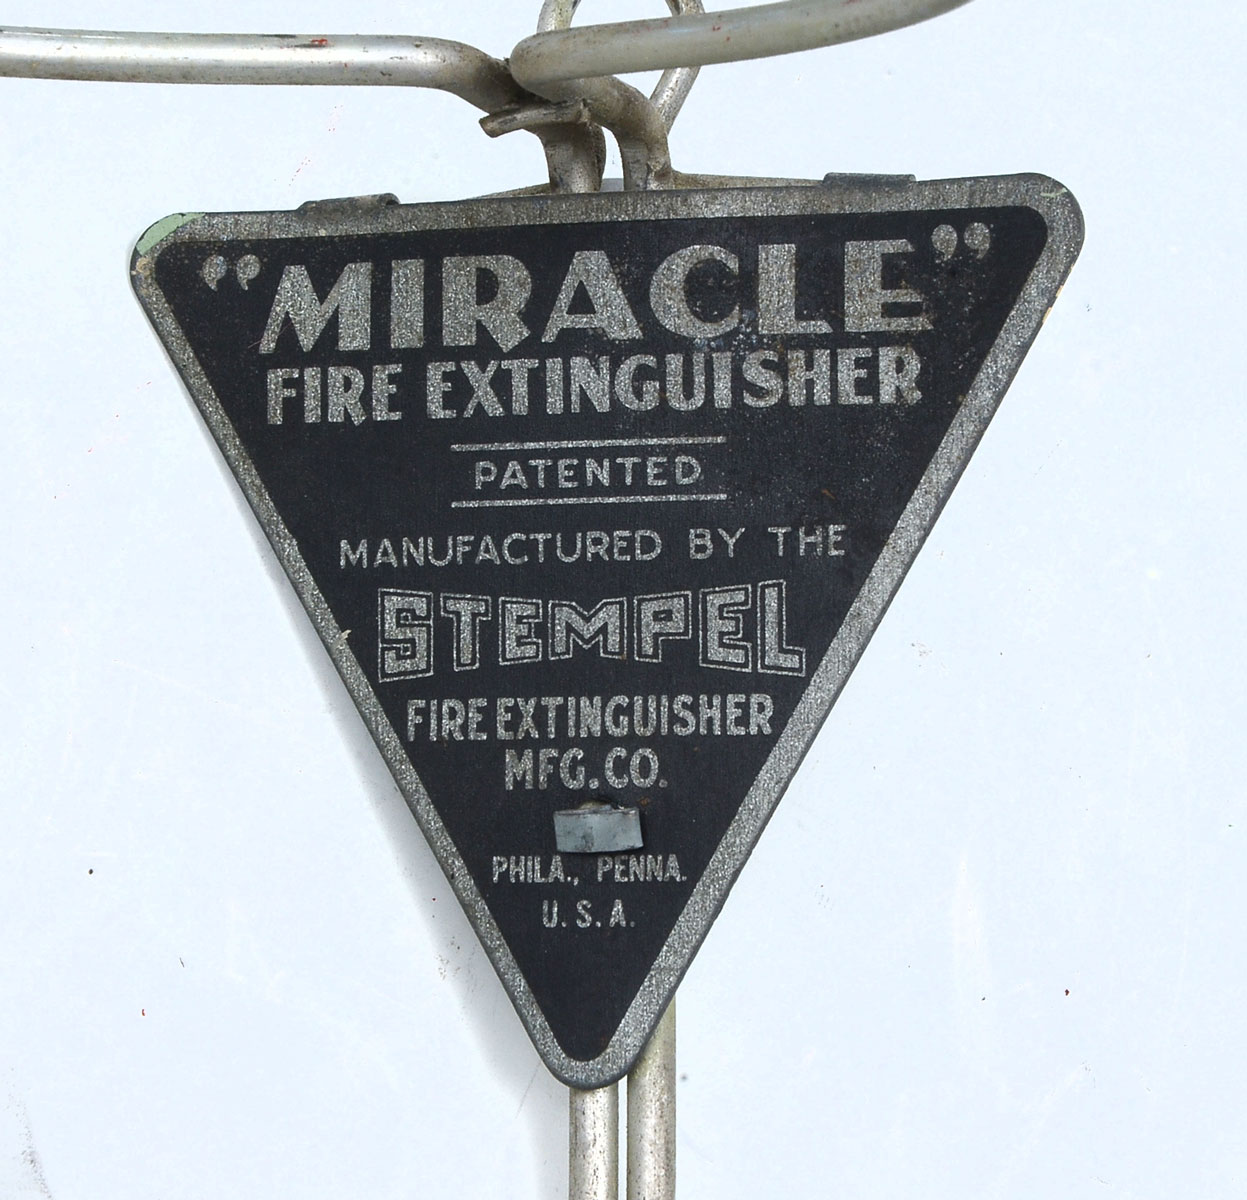 "MIRACLE"
FIRE EXTINGUISHER
PATENTED
MANUFACTURED BY THE
STEMPEL
FIRE EXTINGUISHER
MFG. CO.
PHILA., PENNA.
U. S. A.